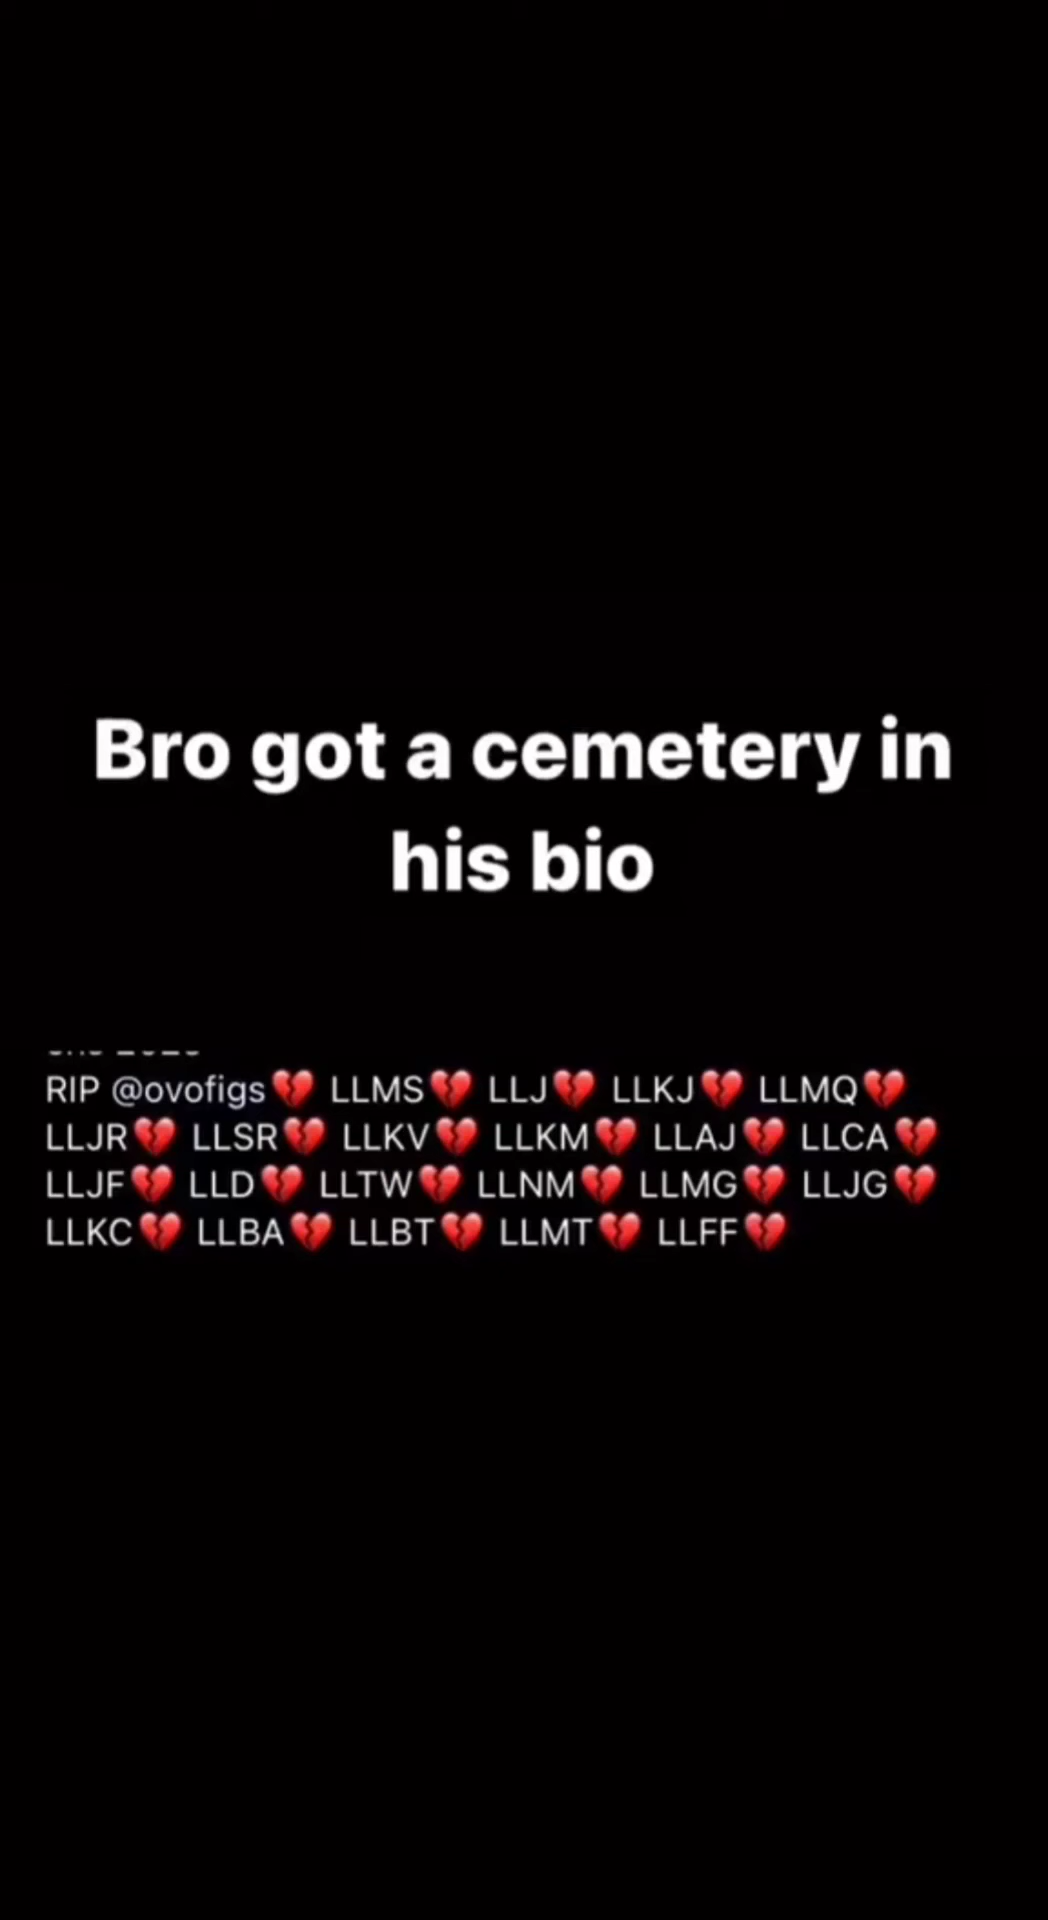 Bro got a cemetery in
his bio
RIP @ovofigs💔 LLMS💔 LLJ💔 LLKJ💔 LLMQ💔
LLJR💔 LLSR💔 LLKV💔 LLKM💔 LLAJ💔 LLCA💔
LLJF💔 LLD💔 LLTW💔 LLNM💔 LLMG💔 LLJG💔
LLKC💔 LLBA💔 LLBT💔 LLMT💔 LLFF💔